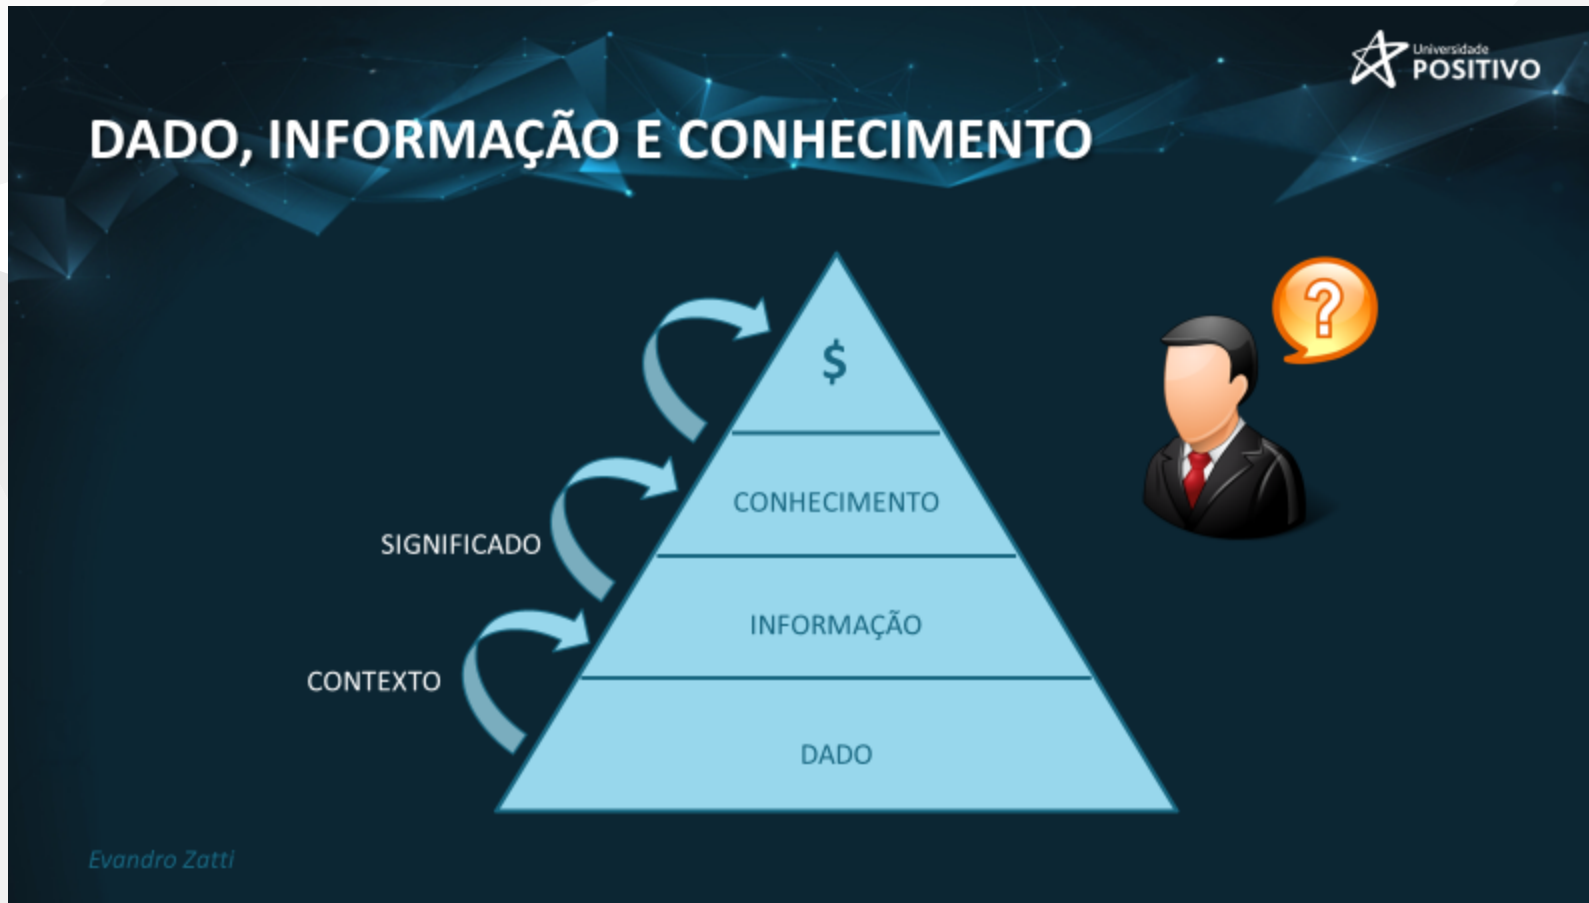 Universidade
POSITIVO
DADO, INFORMAÇÃO E CONHECIMENTO
?
$
CONHECIMENTO
SIGNIFICADO
INFORMAÇÃO
CONTEXTO
DADO
Evandro Zatti